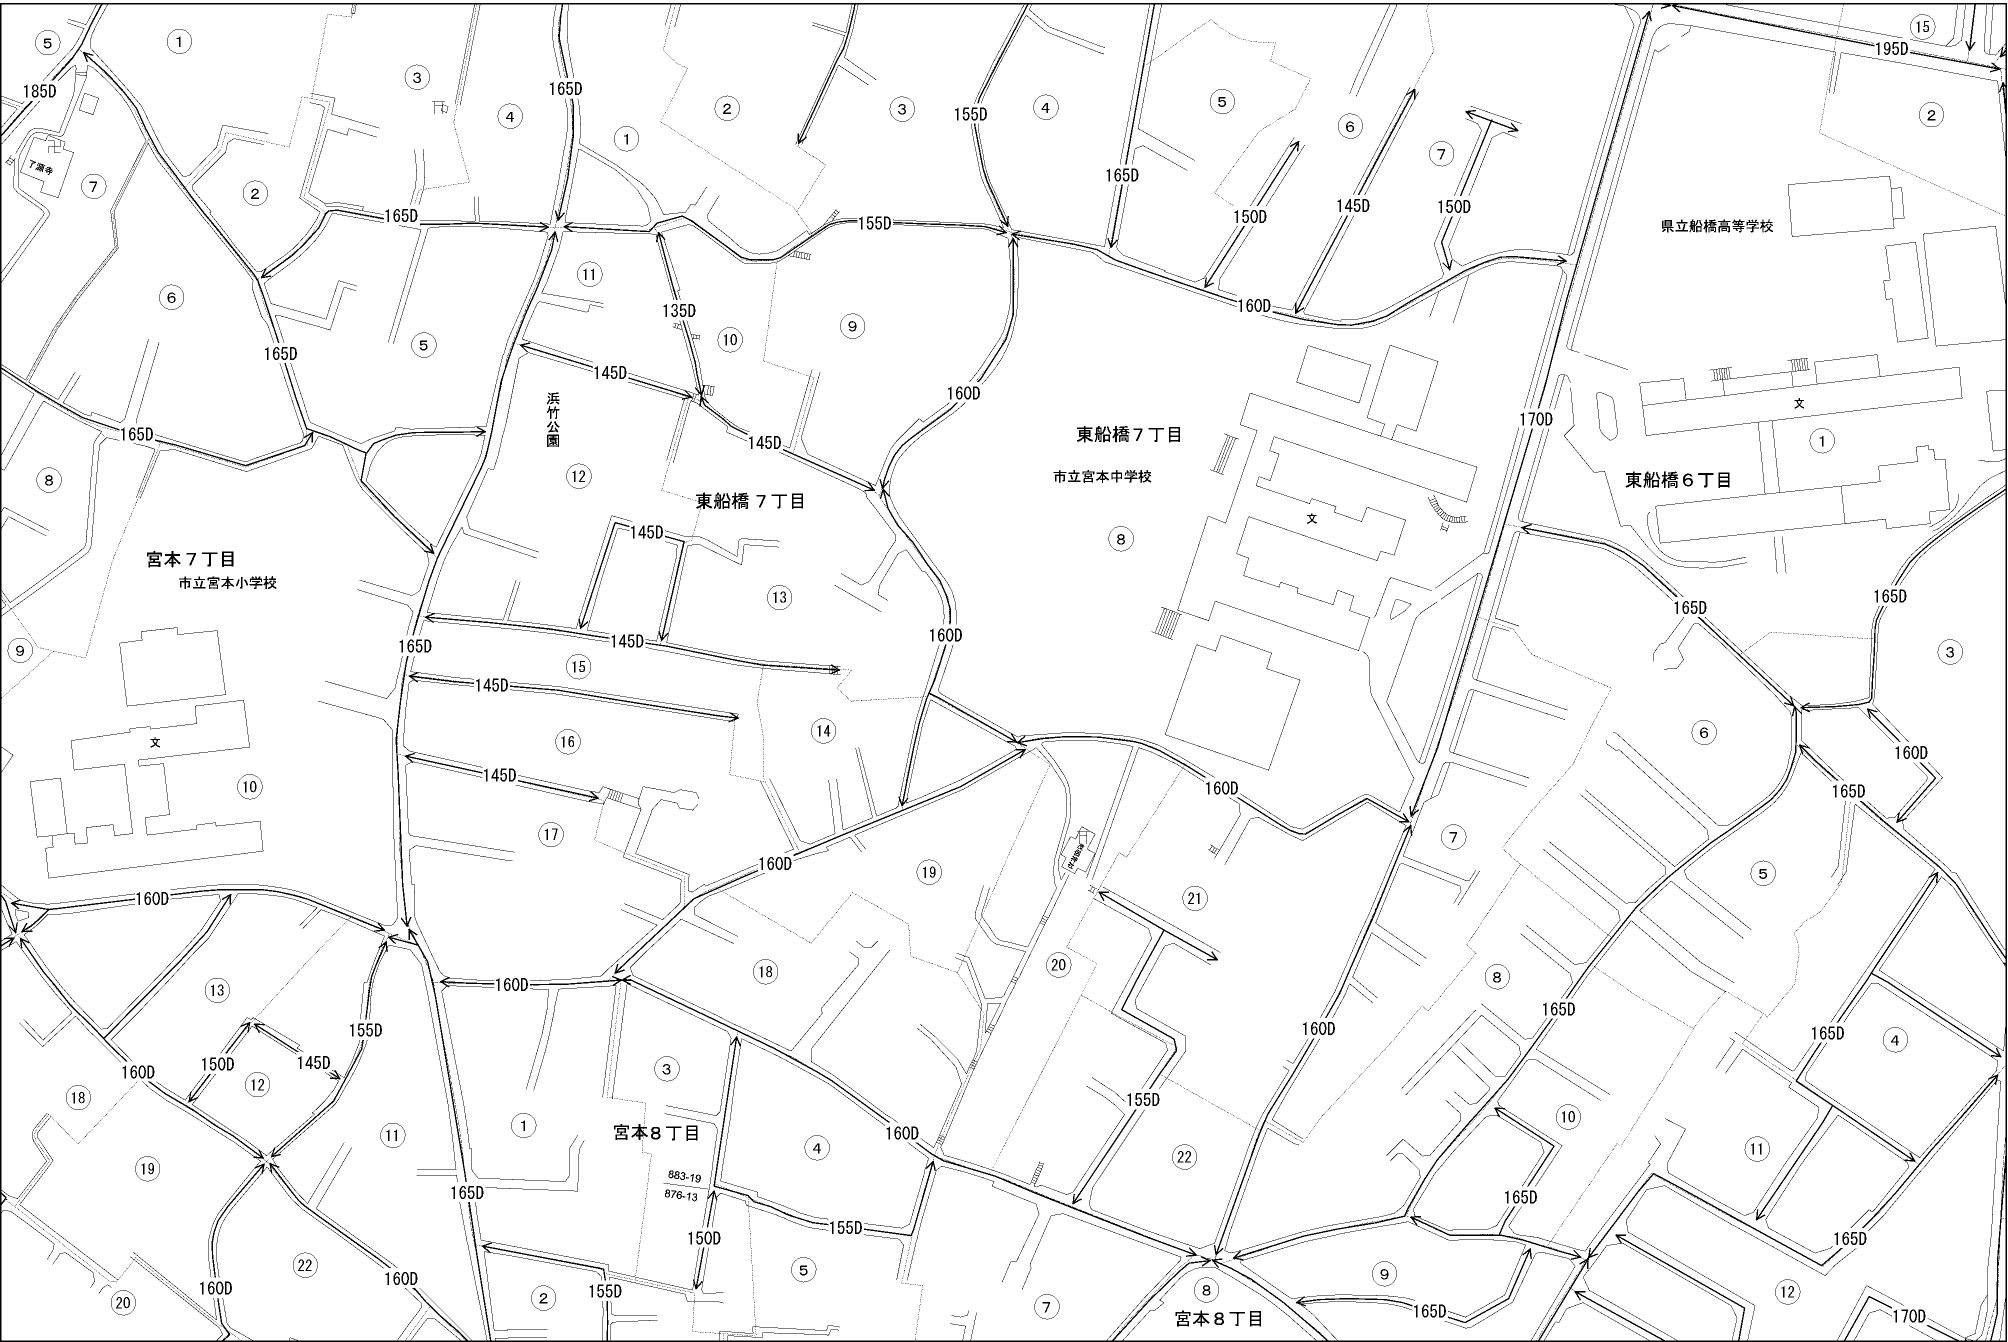 ⑤
①
③
④
165D
①
②
③
155D
④
165D
⑤
⑥
⑦
195D
⑮
②
185D
了源寺
⑦
②
165D
155D
150D
145D
150D
県立船橋高等学校
⑥
165D
⑤
⑪
135D
⑩
⑨
160D
145D
浜竹公園
160D
170D
文
①
165D
145D
東船橋7丁目
市立宮本中学校
東船橋6丁目
⑧
⑫
東船橋7丁目
145D
文
⑧
宮本7丁目
市立宮本小学校
⑬
165D
165D
⑨
165D
145D
160D
③
⑮
145D
文
⑯
⑭
⑥
160D
⑩
145D
160D
165D
⑰
160D
⑦
⑤
⑲
160D
㉑
⑬
160D
⑱
⑳
⑧
155D
160D
165D
165D
④
160D
150D
145D
⑫
③
155D
⑩
⑱
⑪
①
宮本8丁目
160D
④
㉒
⑪
⑲
883-19
876-13
165D
165D
㉒
150D
155D
165D
160D
160D
⑳
155D
②
⑤
⑦
⑧
宮本8丁目
⑨
165D
⑫
170D